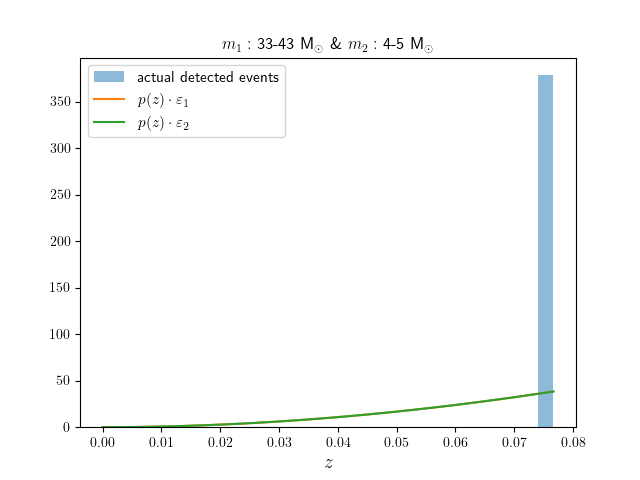 m₁ : 33-43 M⊙ & m₂ : 4-5 M⊙
actual detected events
p(z) · ε₁
p(z) · ε₂
350
300
250
200
150
100
50
0
0.00 0.01 0.02 0.03 0.04 0.05 0.06 0.07 0.08
z